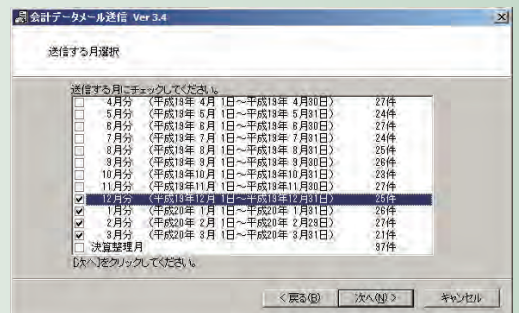 会計データメール送信 Ver 3.4
送信する月選択
送信する月にチェックしてください。
4月分 (平成19年 4月 1日～平成19年 4月30日) 27件
5月分 (平成19年 5月 1日～平成19年 5月31日) 24件
6月分 (平成19年 6月 1日～平成19年 6月30日) 27件
7月分 (平成19年 7月 1日～平成19年 7月31日) 24件
8月分 (平成19年 8月 1日～平成19年 8月31日) 25件
9月分 (平成19年 9月 1日～平成19年 9月30日) 26件
10月分 (平成19年10月 1日～平成19年10月31日) 23件
11月分 (平成19年11月 1日～平成19年11月30日) 27件
12月分 (平成19年12月 1日～平成19年12月31日) 25件
1月分 (平成20年 1月 1日～平成20年 1月31日) 26件
2月分 (平成20年 2月 1日～平成20年 2月29日) 27件
3月分 (平成20年 3月 1日～平成20年 3月31日) 21件
決算整理月 97件
[次へ]をクリックしてください。
< 戻る(B) 次へ(N) > キャンセル